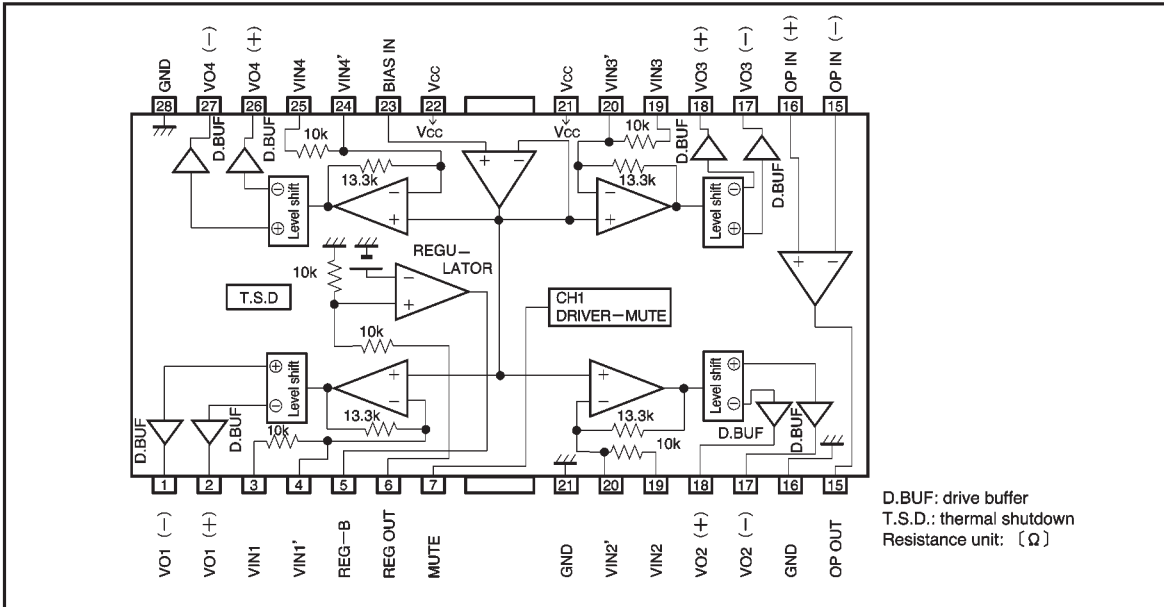 GND
VO4 (−)
VO4 (+)
VIN4
VIN4'
BIAS IN
VCC
VCC
VIN3'
VIN3
VO3 (+)
VO3 (−)
OP IN (+)
OP IN (−)
28 27 26 25 24 23 22 21 20 19 18 17 16 15
VCC VCC
D.BUF
D.BUF
10k
10k
D.BUF
D.BUF
13.3k
13.3k
Level shift
− +
− +
Level shift
− +
− +
− +
⊖
⊕
⊖
⊕
+ −
REGU−
LATOR
10k
−
+
T.S.D
CH1
DRIVER−MUTE
10k
Level shift
⊕
⊖
+
−
+
−
Level shift
⊕
⊖
D.BUF
D.BUF
10k
13.3k
13.3k
10k
D.BUF
D.BUF
1 2 3 4 5 6 7 21 20 19 18 17 16 15
VO1 (−)
VO1 (+)
VIN1
VIN1'
REG−B
REG OUT
MUTE
GND
VIN2'
VIN2
VO2 (+)
VO2 (−)
GND
OP OUT
D.BUF: drive buffer
T.S.D.: thermal shutdown
Resistance unit: 〔Ω〕